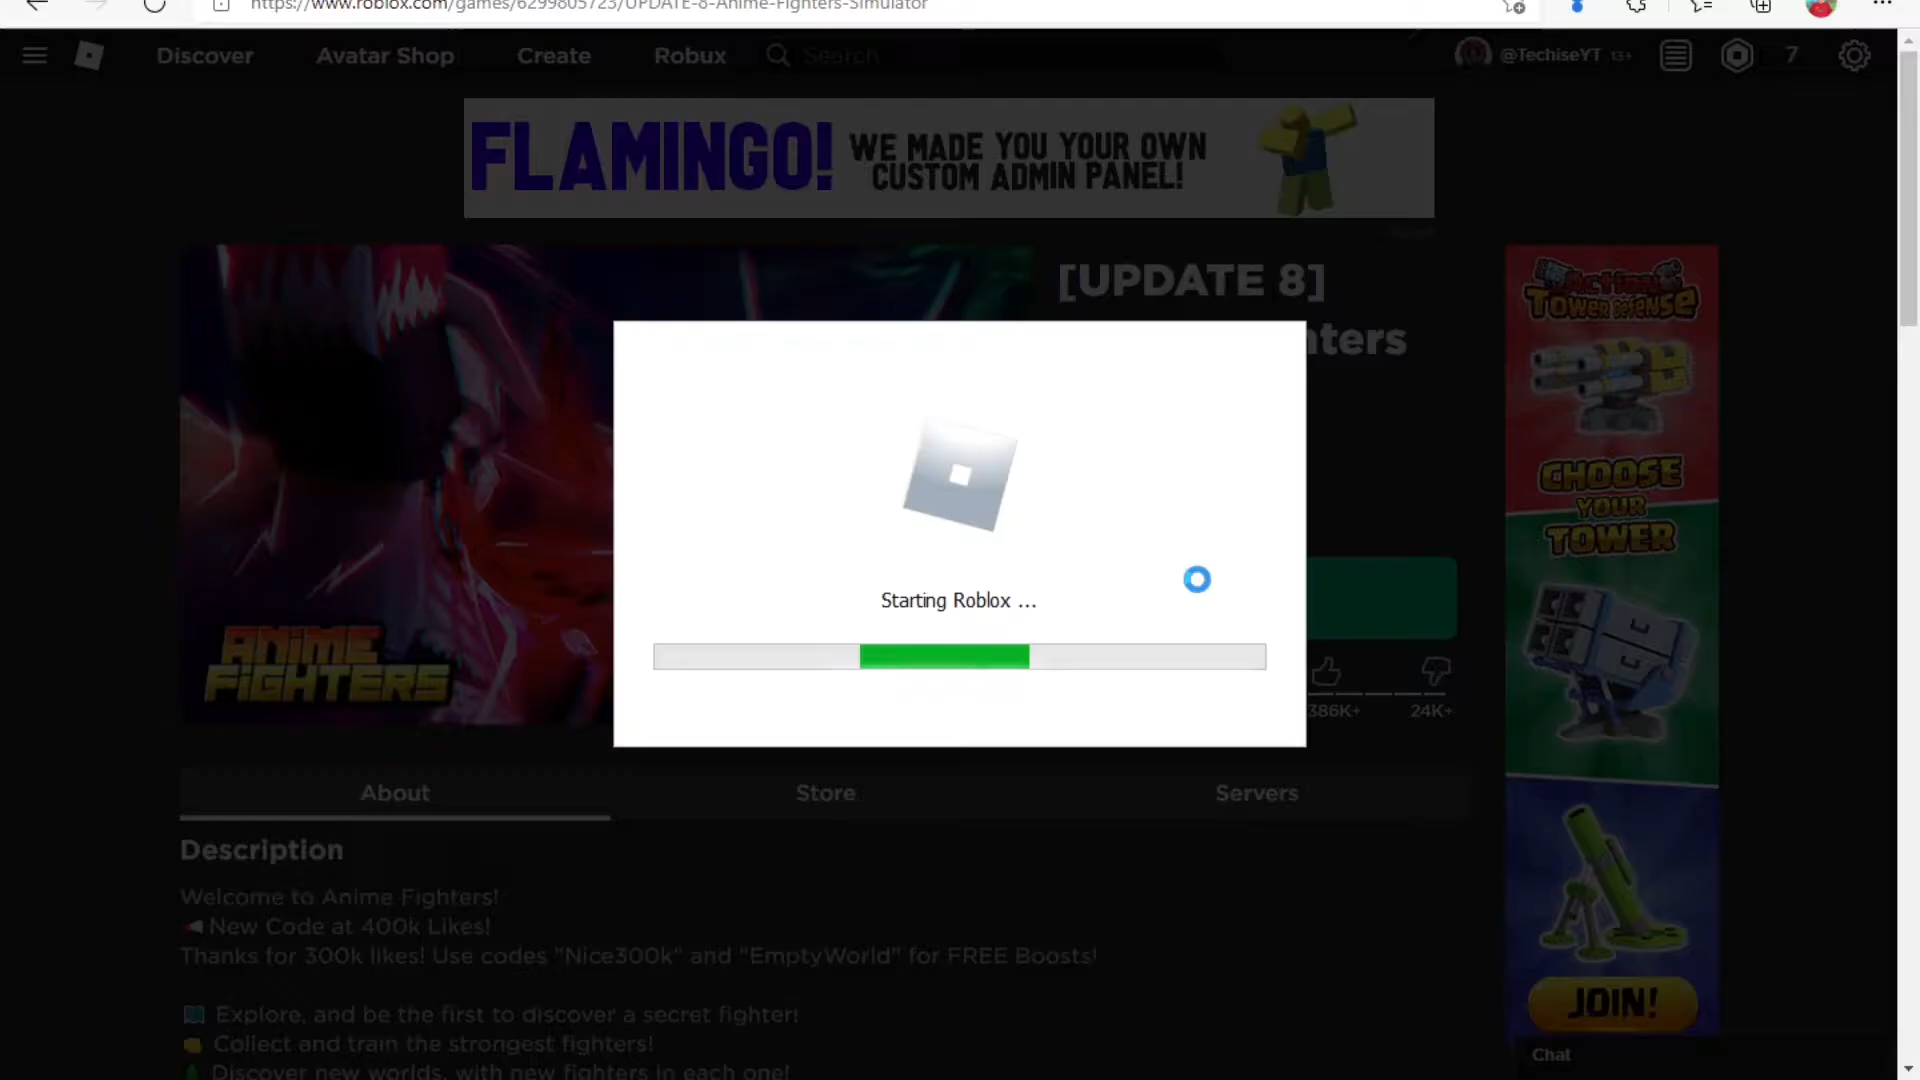 https://www.roblox.com/games/6299805723/UPDATE-8-Anime-Fighters-Simulator
Discover
Avatar Shop
Create
Robux
Search
@TechiseYT 13+
7
FLAMINGO! WE MADE YOU YOUR OWN
CUSTOM ADMIN PANEL!
[UPDATE 8]
hters
ANIME
FIGHTERS
Starting Roblox ...
386K+
24K+
TOWER DEFENSE
CHOOSE
YOUR
TOWER
JOIN!
About
Store
Servers
Description
Welcome to Anime Fighters!
New Code at 400k Likes!
Thanks for 300k likes! Use codes "Nice300k" and "EmptyWorld" for FREE Boosts!
Explore, and be the first to discover a secret fighter!
Collect and train the strongest fighters!
Discover new worlds, with new fighters in each one!
Chat